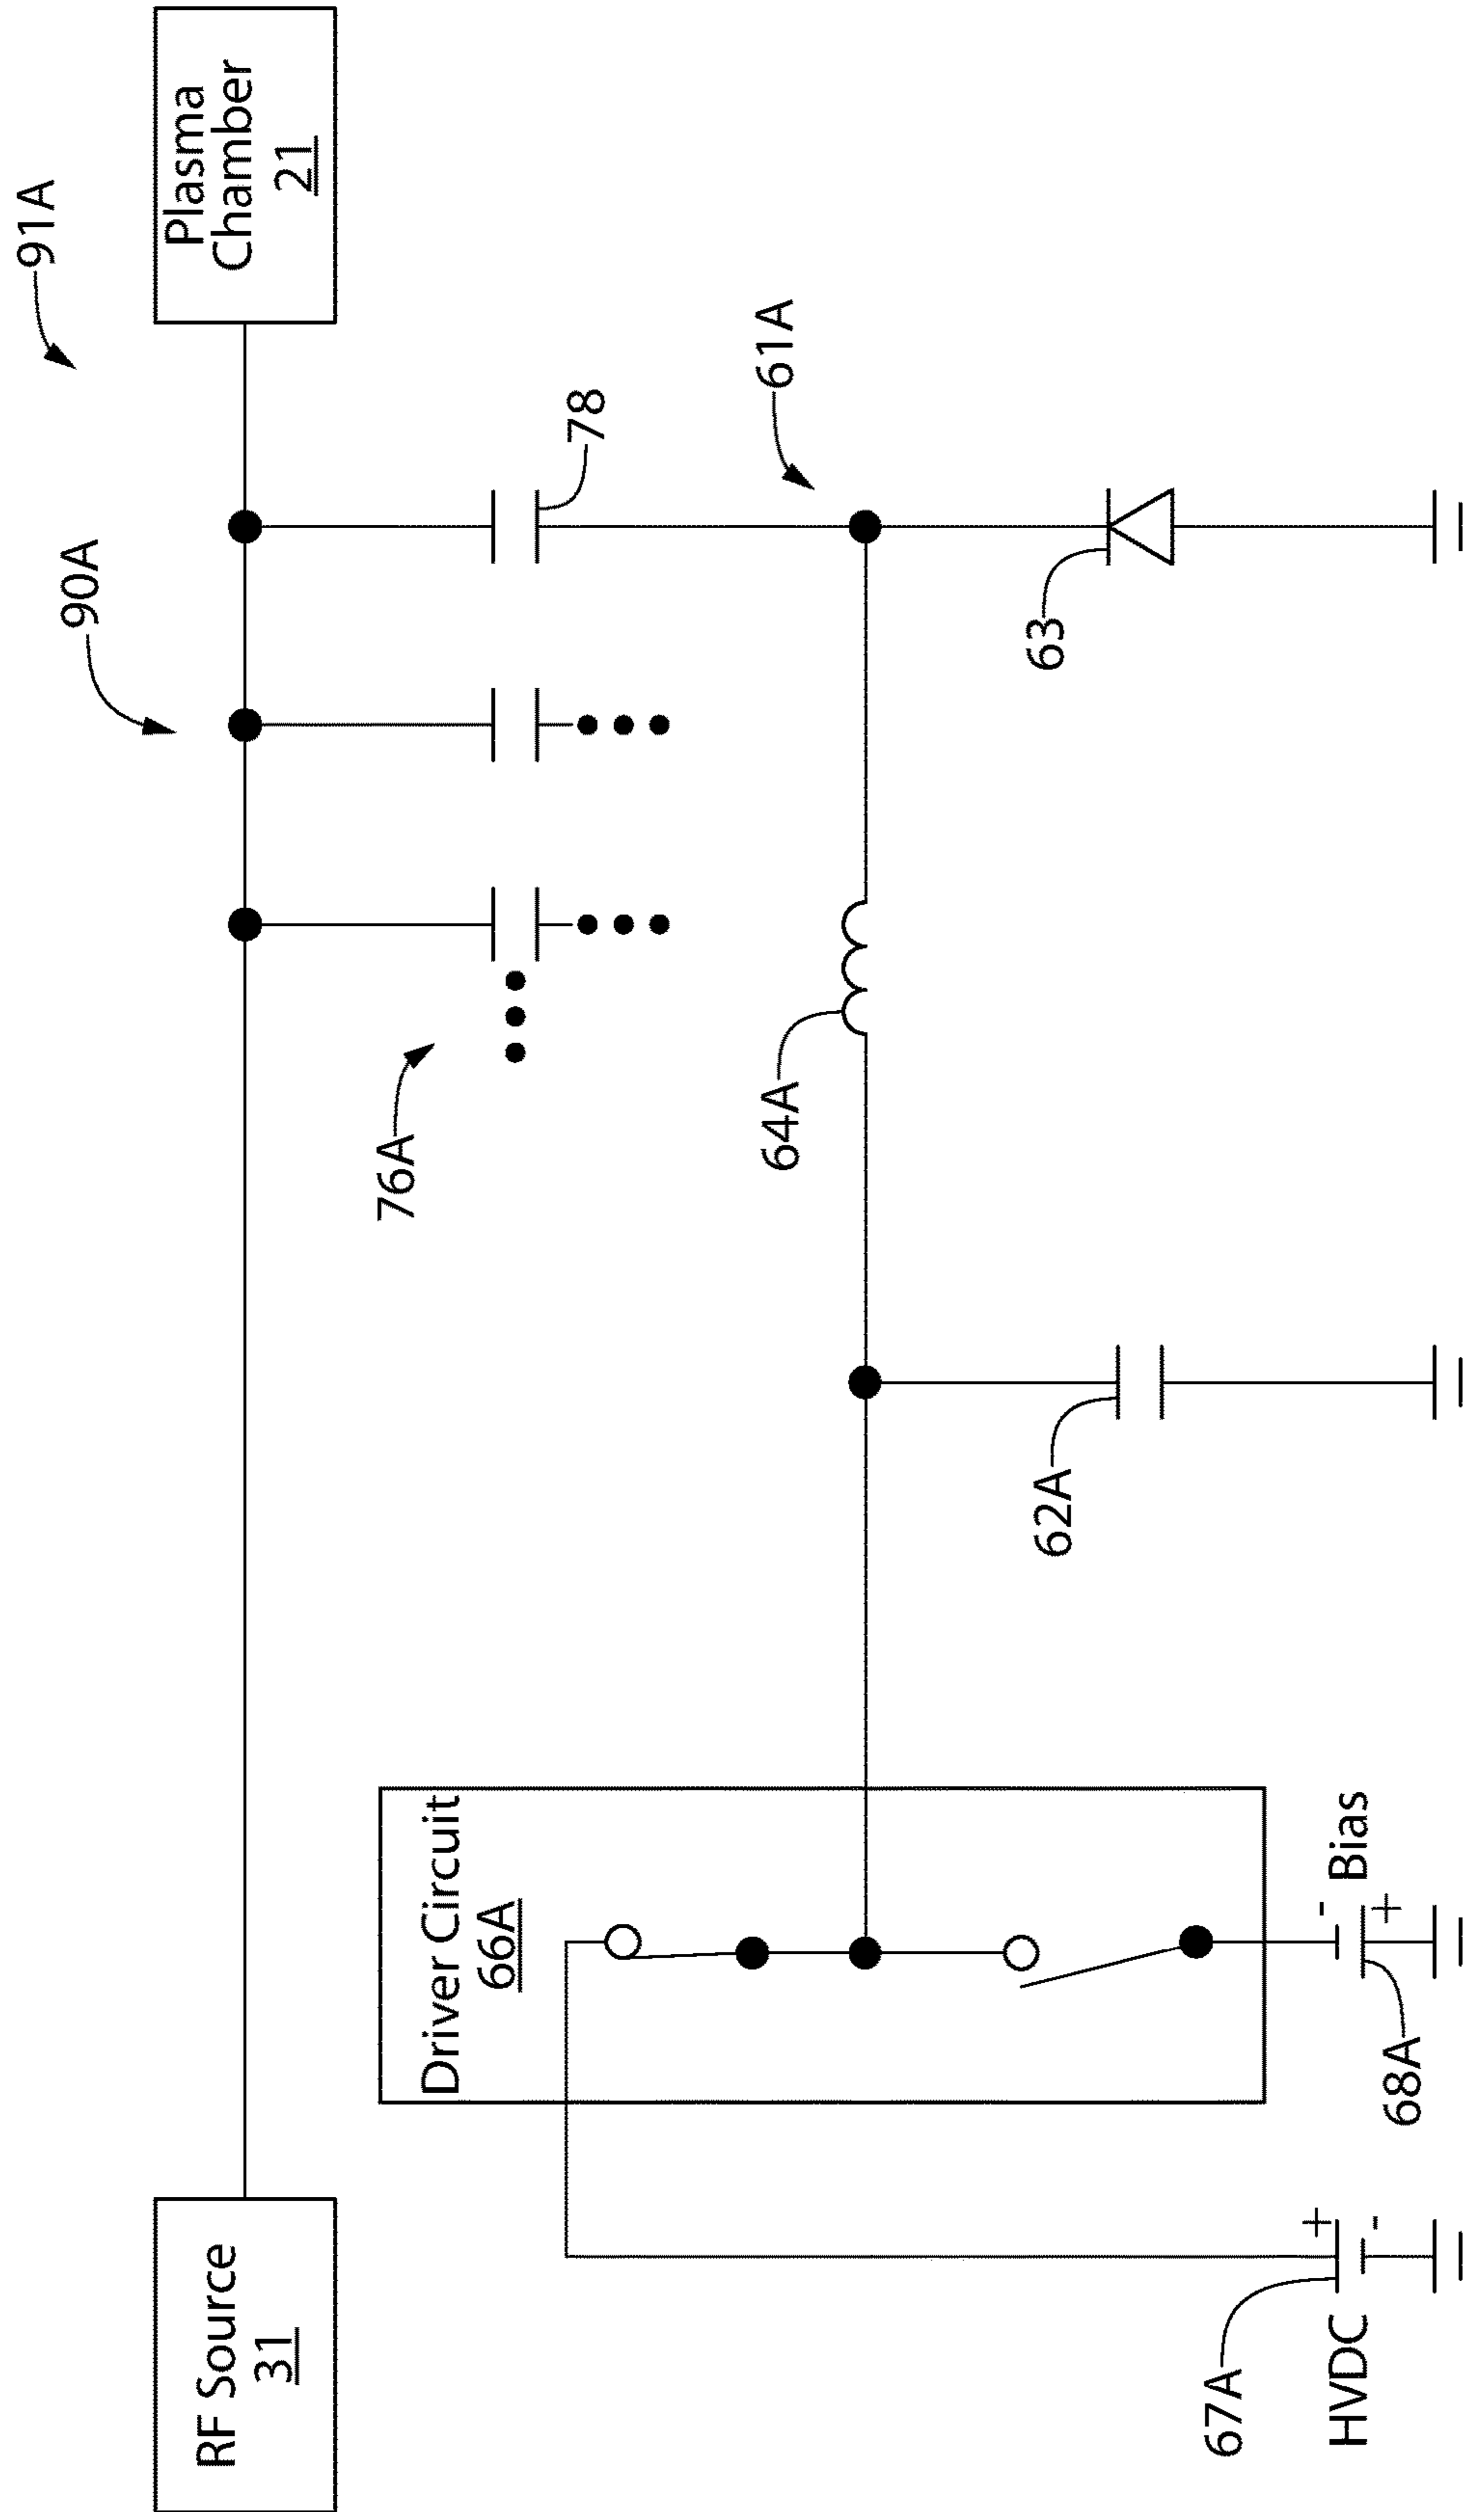 91A
90A
RF Source
31
Plasma
Chamber
21
76A
78
Driver Circuit
66A
64A
61A
62A
63
67A
HVDC
+
-
68A
-
Bias
+